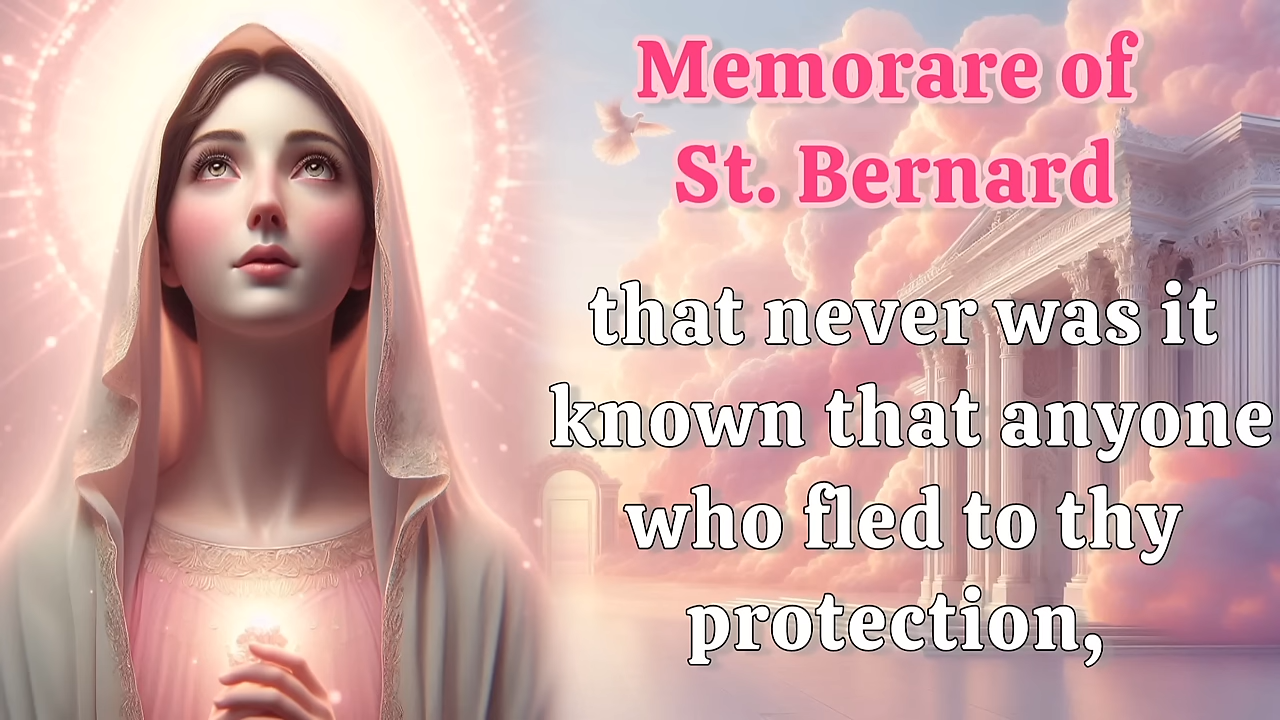 Memorare of
St. Bernard
that never was it
known that anyone
who fled to thy
protection,